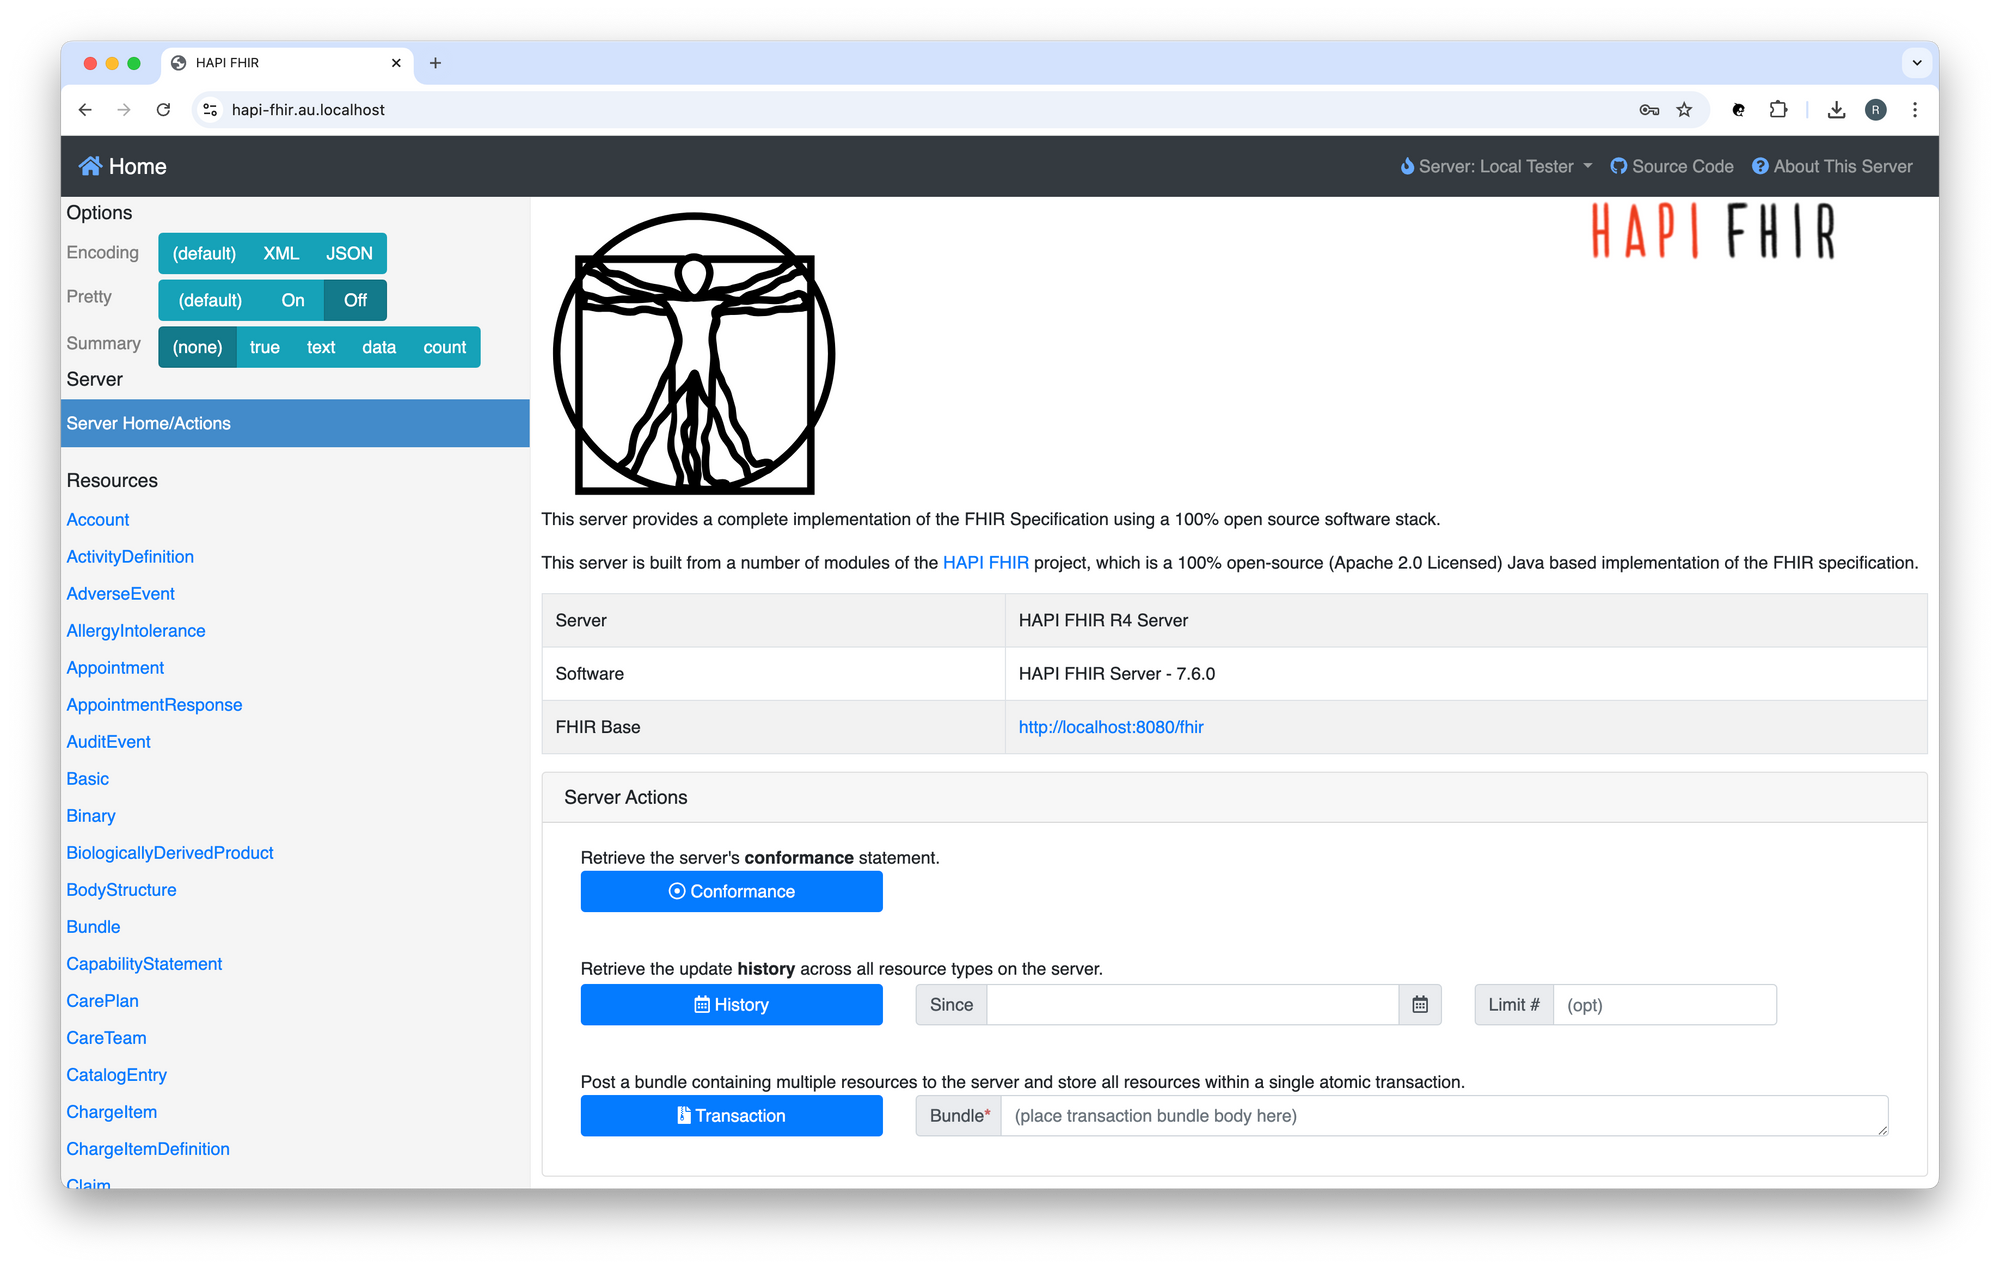 HAPI FHIR
hapi-fhir.au.localhost
R
Home
Server: Local Tester
Source Code
About This Server
Options
Encoding (default) XML JSON
Pretty (default) On Off
Summary (none) true text data count
Server
Server Home/Actions
Resources
Account
ActivityDefinition
AdverseEvent
AllergyIntolerance
Appointment
AppointmentResponse
AuditEvent
Basic
Binary
BiologicallyDerivedProduct
BodyStructure
Bundle
CapabilityStatement
CarePlan
CareTeam
CatalogEntry
ChargeItem
ChargeItemDefinition
Claim
HAPI FHIR
This server provides a complete implementation of the FHIR Specification using a 100% open source software stack.
This server is built from a number of modules of the HAPI FHIR project, which is a 100% open-source (Apache 2.0 Licensed) Java based implementation of the FHIR specification.
Server HAPI FHIR R4 Server
Software HAPI FHIR Server - 7.6.0
FHIR Base http://localhost:8080/fhir
Server Actions
Retrieve the server's conformance statement.
Conformance
Retrieve the update history across all resource types on the server.
History Since Limit # (opt)
Post a bundle containing multiple resources to the server and store all resources within a single atomic transaction.
Transaction Bundle* (place transaction bundle body here)